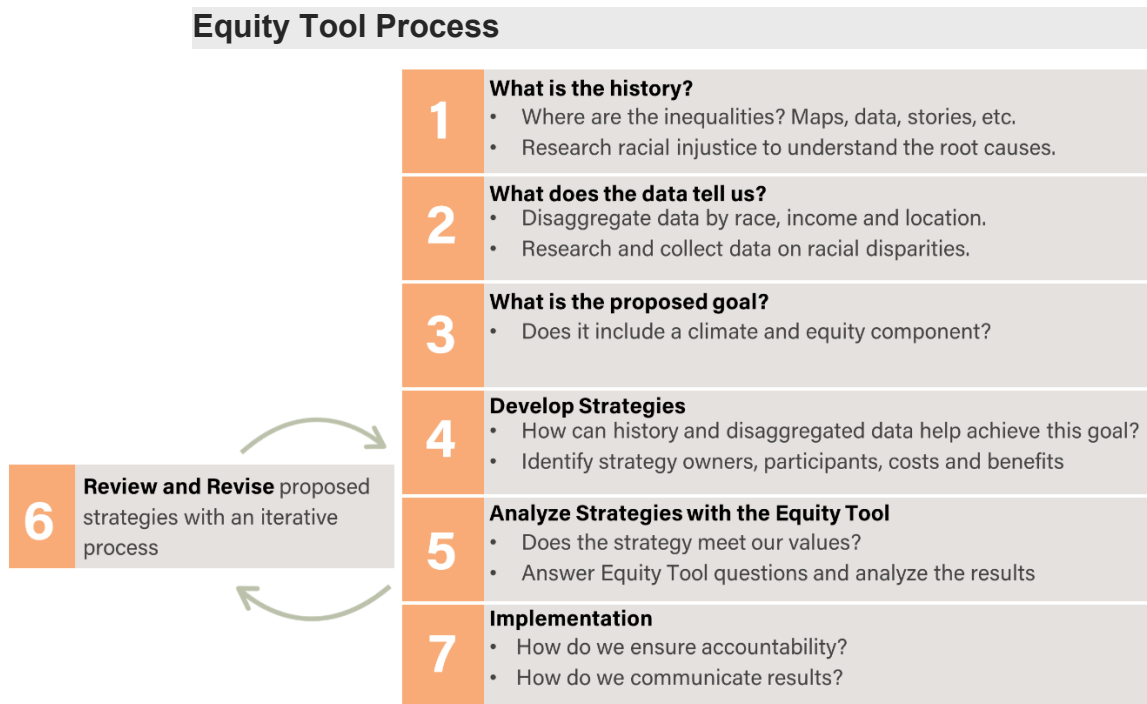 Equity Tool Process
1
What is the history?
• Where are the inequalities? Maps, data, stories, etc.
• Research racial injustice to understand the root causes.
2
What does the data tell us?
• Disaggregate data by race, income and location.
• Research and collect data on racial disparities.
3
What is the proposed goal?
• Does it include a climate and equity component?
4
Develop Strategies
• How can history and disaggregated data help achieve this goal?
• Identify strategy owners, participants, costs and benefits
5
Analyze Strategies with the Equity Tool
• Does the strategy meet our values?
• Answer Equity Tool questions and analyze the results
6
Review and Revise proposed
strategies with an iterative
process
7
Implementation
• How do we ensure accountability?
• How do we communicate results?